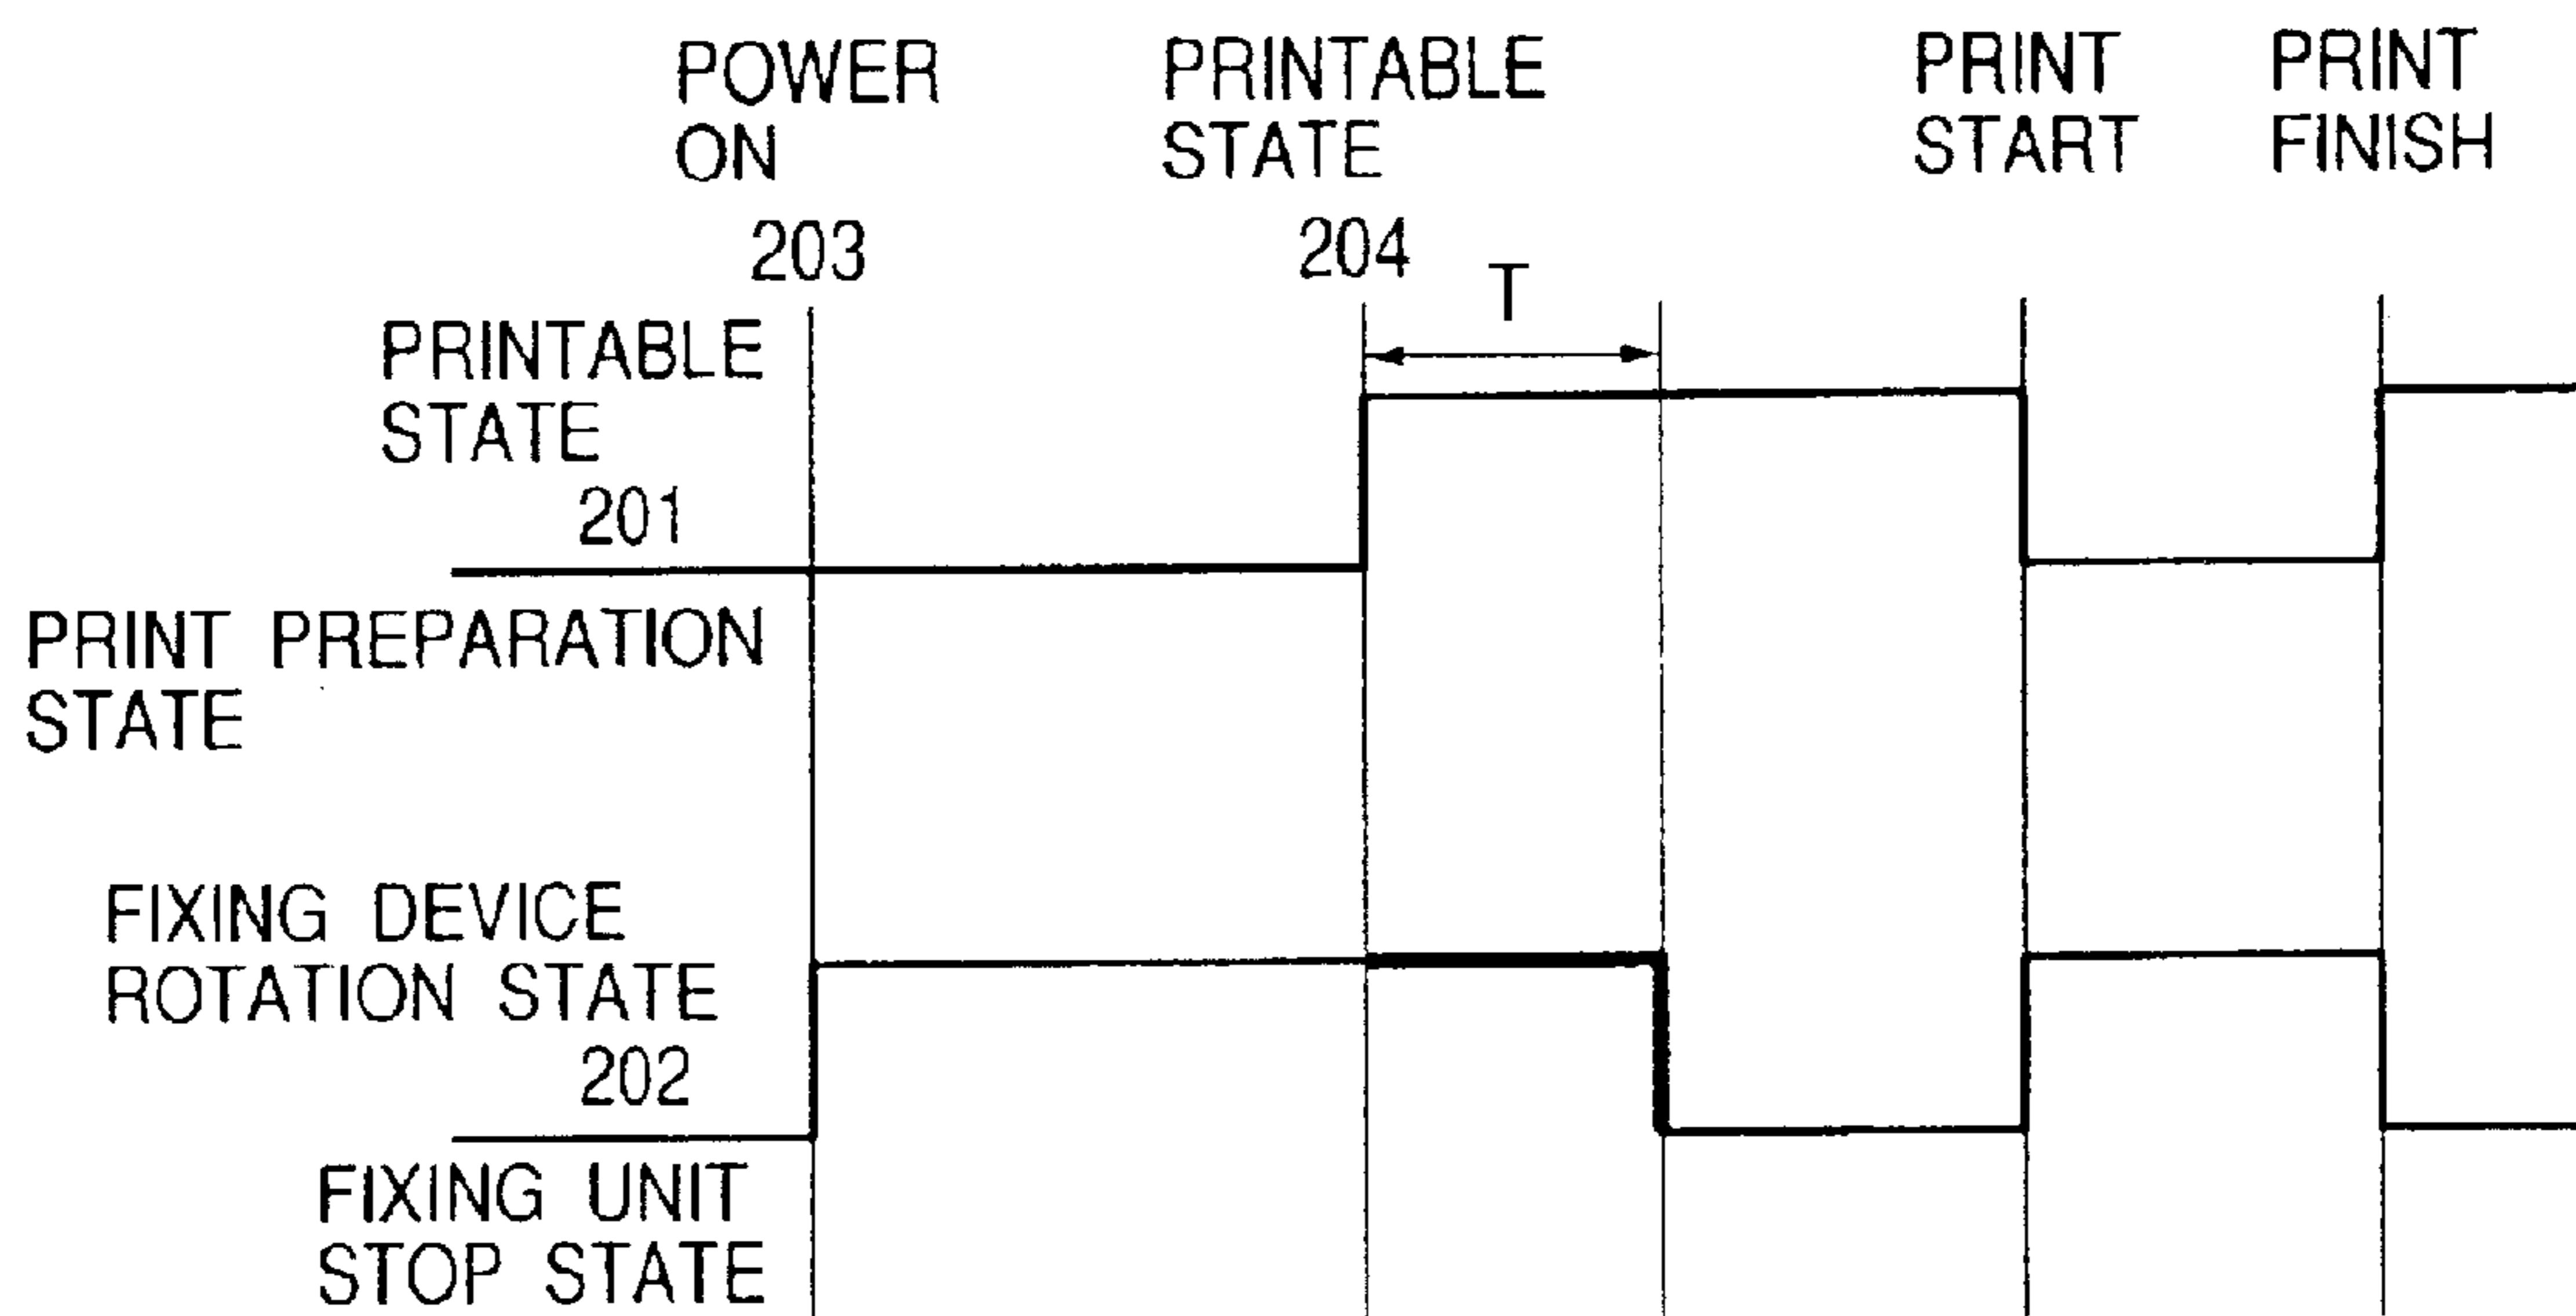 POWER
ON
203
PRINTABLE
STATE
204
PRINT
START
PRINT
FINISH
T
PRINTABLE
STATE
201
PRINT PREPARATION
STATE
FIXING DEVICE
ROTATION STATE
202
FIXING UNIT
STOP STATE